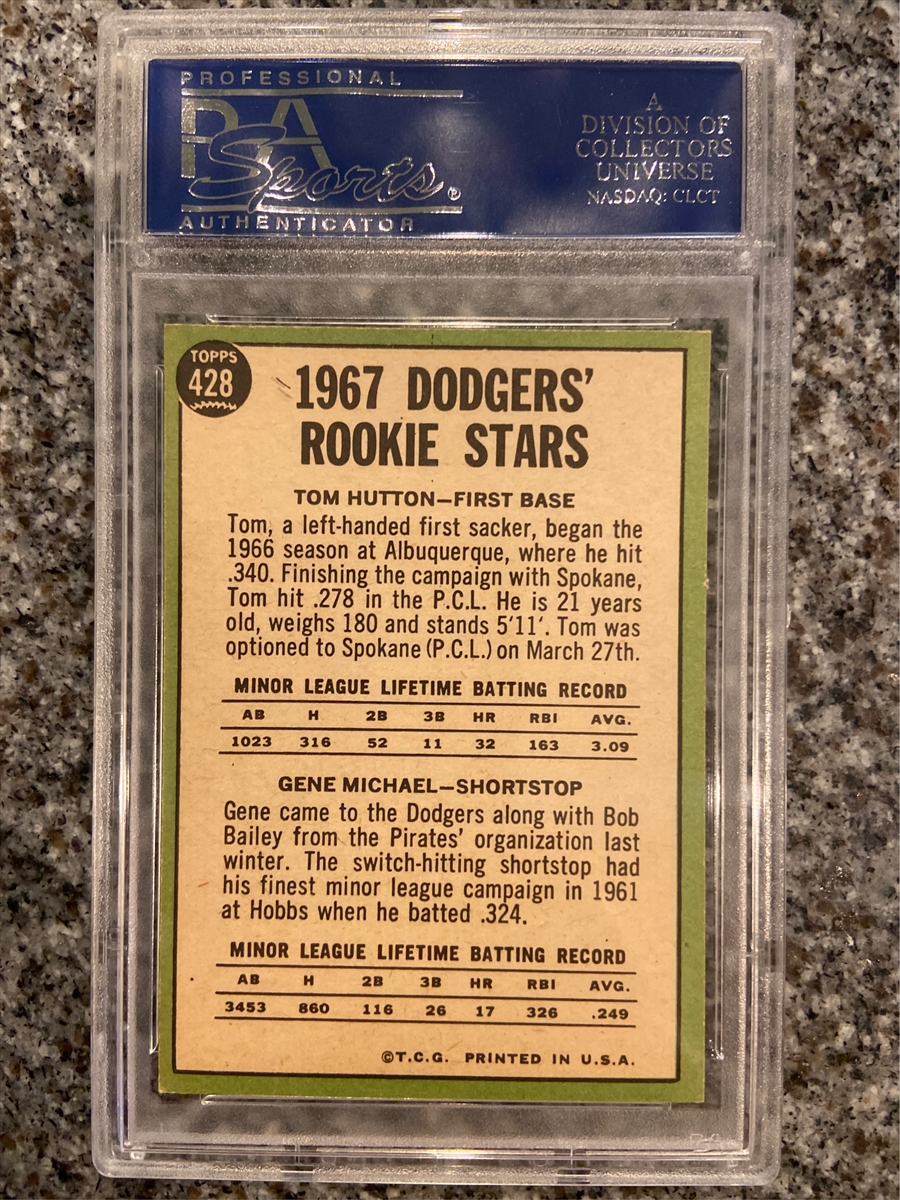 PROFESSIONAL
PSA
Sports®
AUTHENTICATOR
A
DIVISION OF
COLLECTORS
UNIVERSE
NASDAQ: CLCT
TOPPS
428
1967 DODGERS'
ROOKIE STARS
TOM HUTTON—FIRST BASE
Tom, a left-handed first sacker, began the
1966 season at Albuquerque, where he hit
.340. Finishing the campaign with Spokane,
Tom hit .278 in the P.C.L. He is 21 years
old, weighs 180 and stands 5'11'. Tom was
optioned to Spokane (P.C.L.) on March 27th.
MINOR LEAGUE LIFETIME BATTING RECORD
AB H 2B 3B HR RBI AVG.
1023 316 52 11 32 163 3.09
GENE MICHAEL—SHORTSTOP
Gene came to the Dodgers along with Bob
Bailey from the Pirates' organization last
winter. The switch-hitting shortstop had
his finest minor league campaign in 1961
at Hobbs when he batted .324.
MINOR LEAGUE LIFETIME BATTING RECORD
AB H 2B 3B HR RBI AVG.
3453 860 116 26 17 326 .249
©T.C.G. PRINTED IN U.S.A.